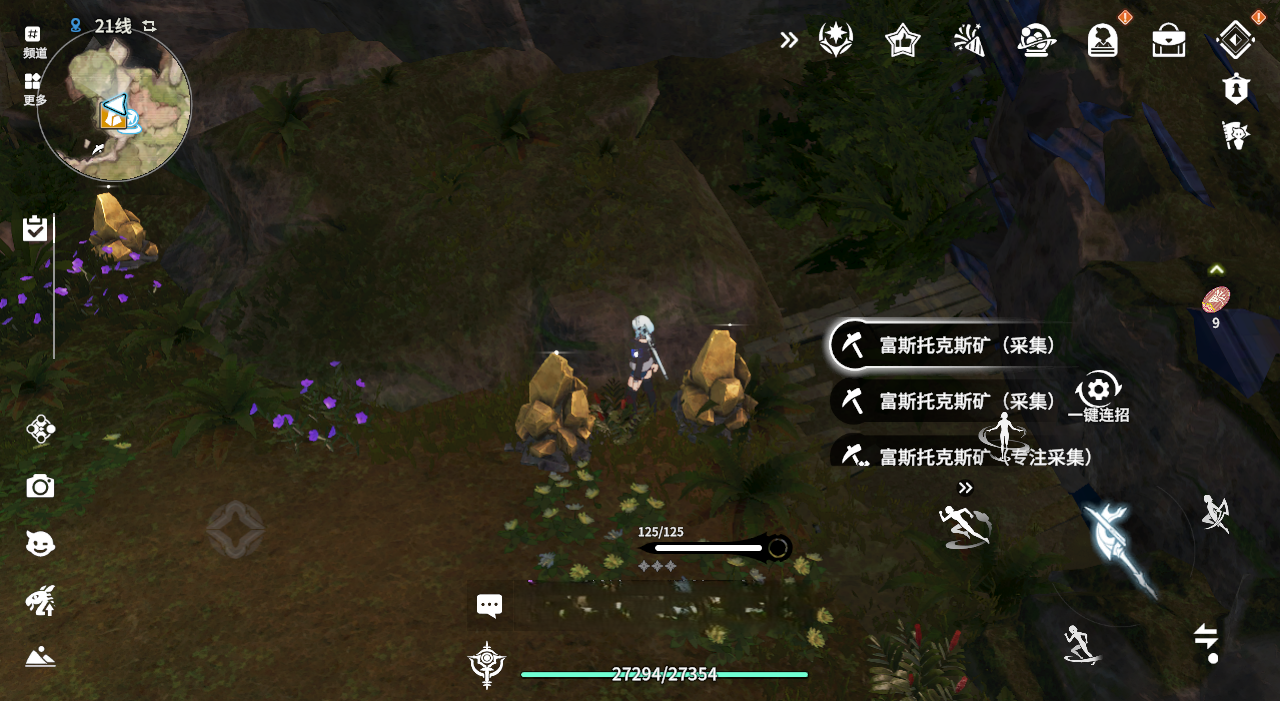 21线
频道
更多
9
富斯托克斯矿（采集）
富斯托克斯矿（采集）
一键连招
富斯托克斯矿（专注采集）
125/125
27294/27354